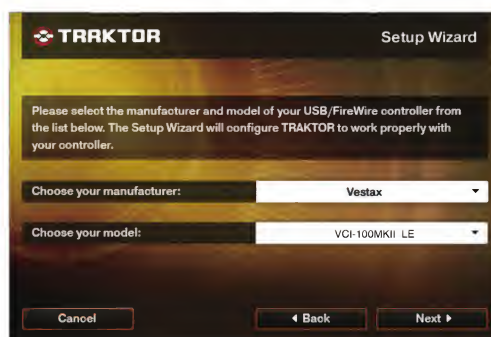 TRAKTOR
Setup Wizard
Please select the manufacturer and model of your USB/FireWire controller from
the list below. The Setup Wizard will configure TRAKTOR to work properly with
your controller.
Choose your manufacturer:
Vestax
Choose your model:
VCI-100MKII LE
Cancel
Back
Next